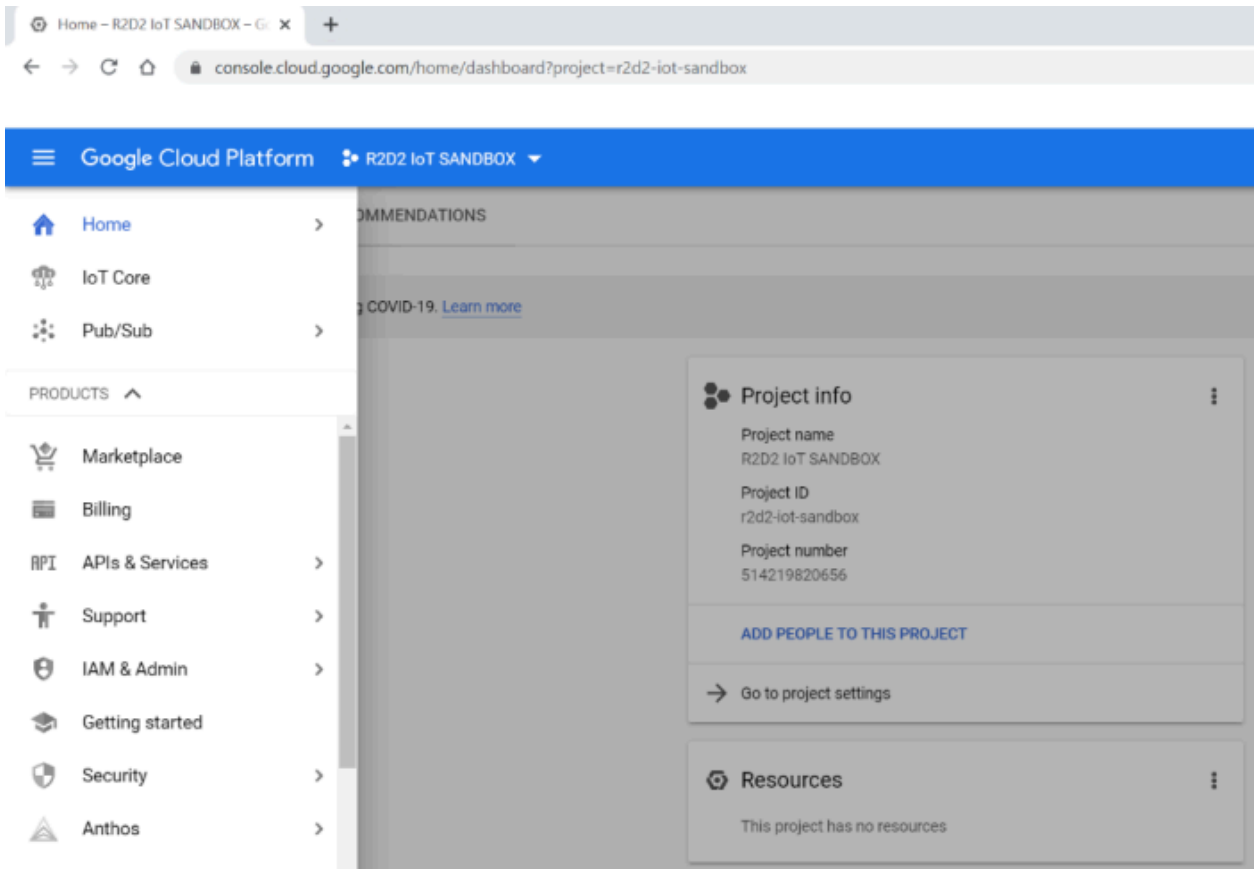 Home – R2D2 IoT SANDBOX – Go
console.cloud.google.com/home/dashboard?project=r2d2-iot-sandbox
Google Cloud Platform R2D2 IoT SANDBOX
Home
IoT Core
Pub/Sub
PRODUCTS
Marketplace
Billing
API APIs & Services
Support
IAM & Admin
Getting started
Security
Anthos
OMMENDATIONS
g COVID-19. Learn more
Project info
Project name
R2D2 IoT SANDBOX
Project ID
r2d2-iot-sandbox
Project number
514219820656
ADD PEOPLE TO THIS PROJECT
Go to project settings
Resources
This project has no resources